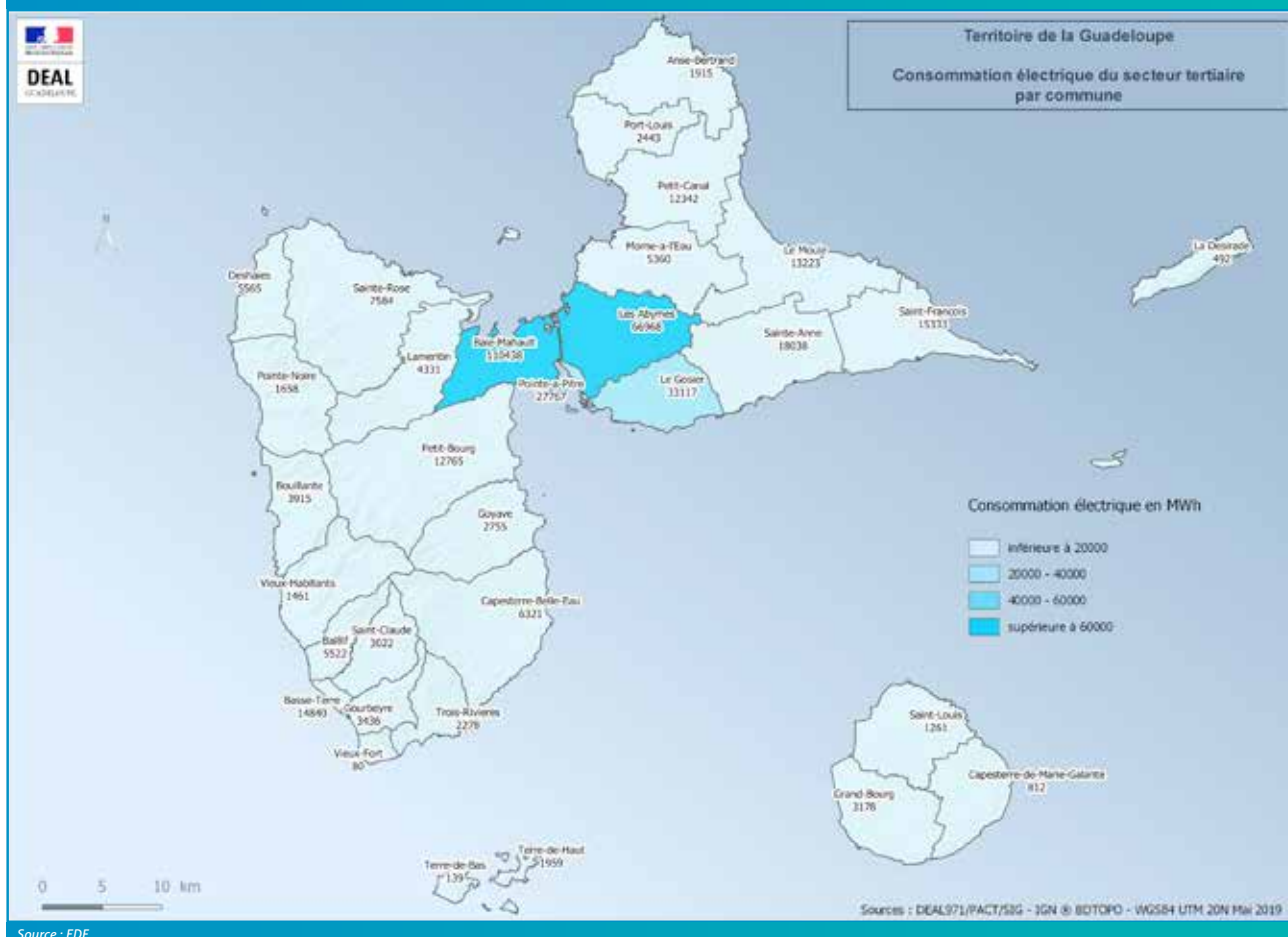 DEAL
GUADELOUPE
Territoire de la Guadeloupe
Consommation électrique du secteur tertiaire
par commune
Anse-Bertrand
1915
Port-Louis
2443
Petit-Canal
12342
Morne-a-l'Eau
5360
Le Moule
13223
La Desirade
492
Deshaies
5565
Sainte-Rose
7584
Les Abymes
66968
Saint-Francois
15333
Sainte-Anne
18038
Baie-Mahault
110438
Lamentin
4331
Pointe-Noire
1658
Pointe-a-Pitre
27767
Le Gosier
33117
Petit-Bourg
12765
Bouillante
3915
Goyave
2755
Consommation électrique en MWh
inférieure à 20000
20000 - 40000
40000 - 60000
supérieure à 60000
Vieux-Habitants
1461
Capesterre-Belle-Eau
6321
Saint-Claude
3022
Baillif
5522
Basse-Terre
14840
Gourbeyre
3436
Trois-Rivieres
2279
Vieux-Fort
80
Saint-Louis
1261
Capesterre-de-Marie-Galante
812
Grand-Bourg
3178
Terre-de-Haut
1959
Terre-de-Bas
139
0 5 10 km
Sources : DEAL971/PACT/SIG - IGN ® BDTOPO - WGS84 UTM 20N Mai 2019
Source : EDF